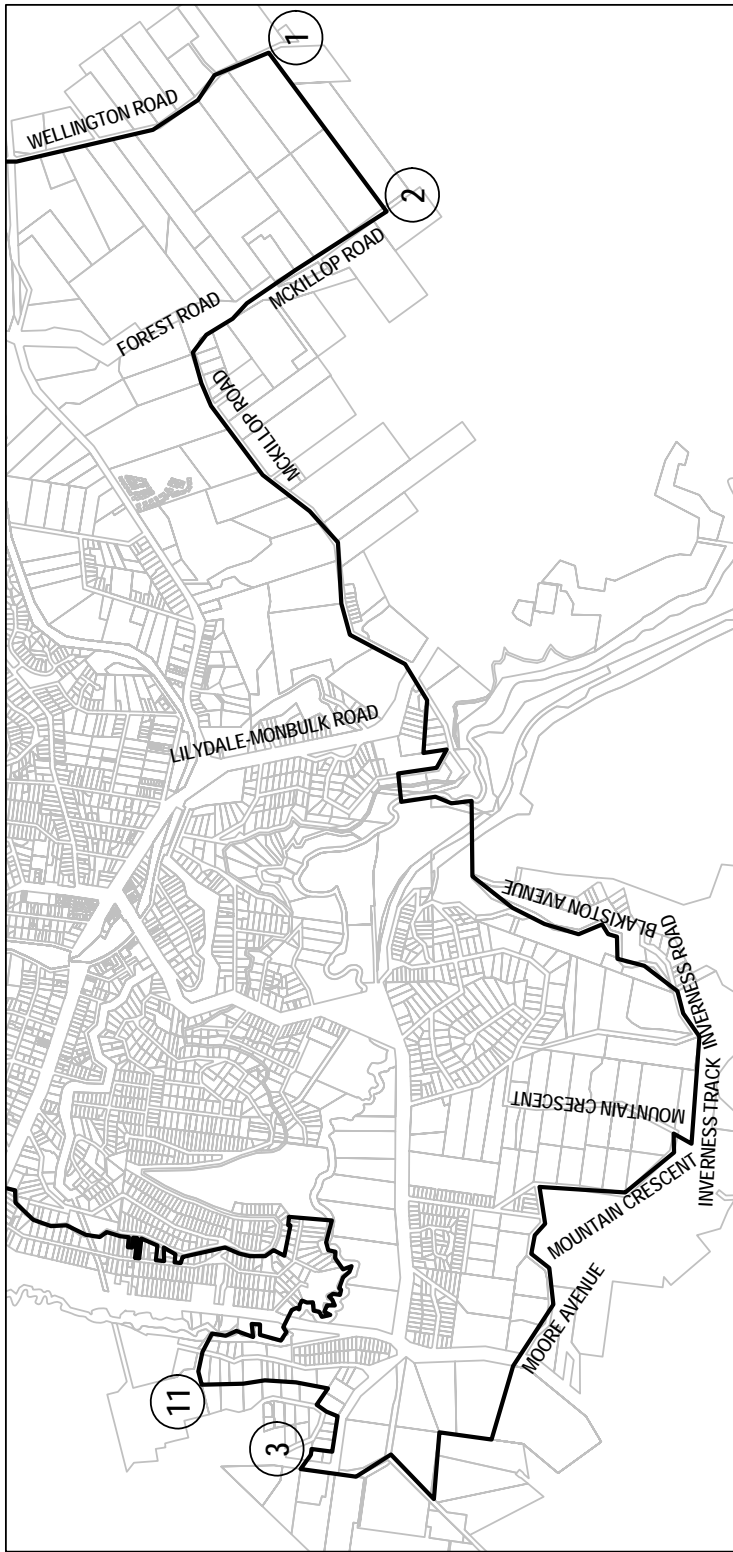 1
WELLINGTON ROAD
2
MCKILLOP ROAD
FOREST ROAD
MCKILLOP ROAD
LILYDALE-MONBULK ROAD
BLAKISTON AVENUE
INVERNESS ROAD
MOUNTAIN CRESCENT
INVERNESS TRACK
MOUNTAIN CRESCENT
MOORE AVENUE
11
3